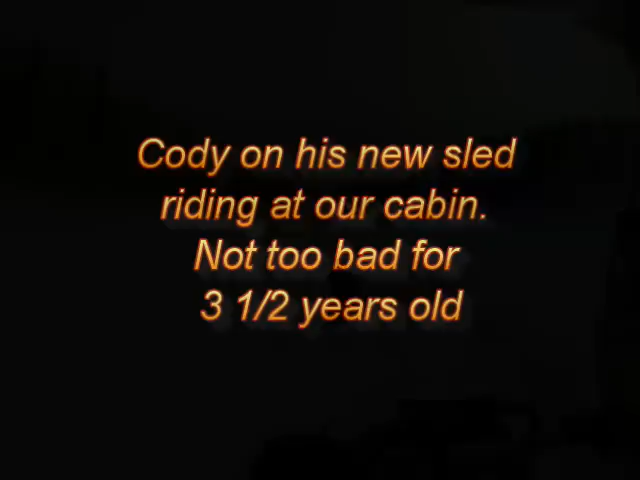 Cody on his new sled
riding at our cabin.
Not too bad for
3 1/2 years old